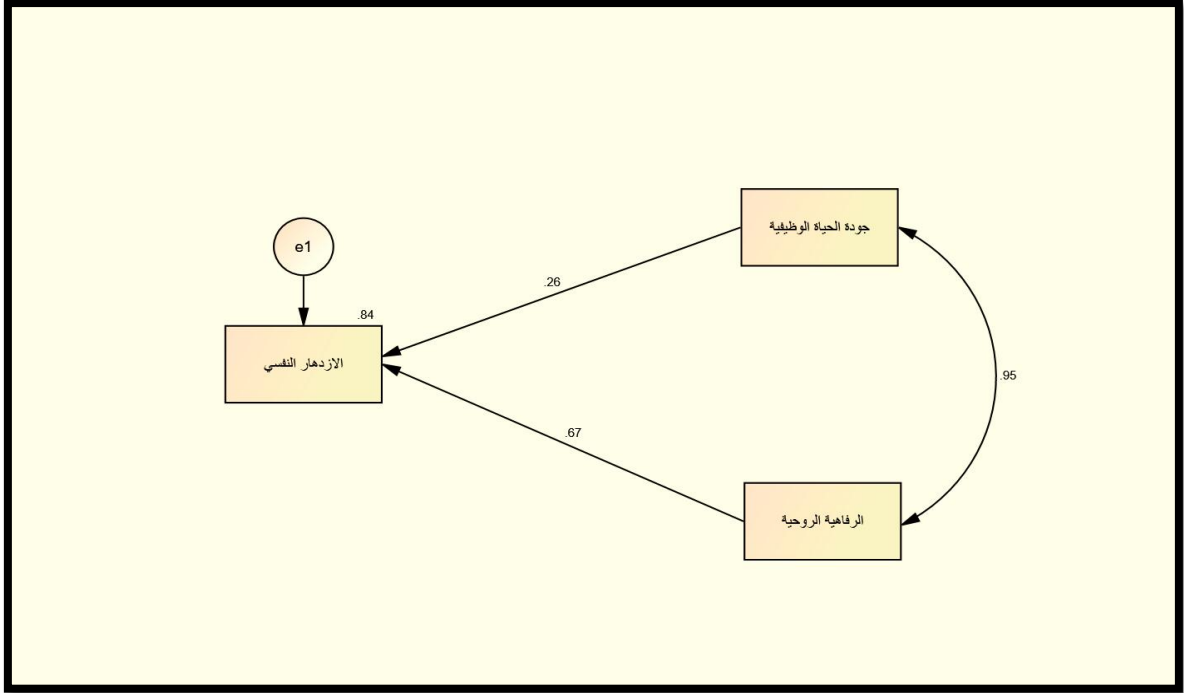 جودة الحياة الوظيفية
e1
.26
.84
الازدهار النفسي
.95
.67
الرفاهية الروحية